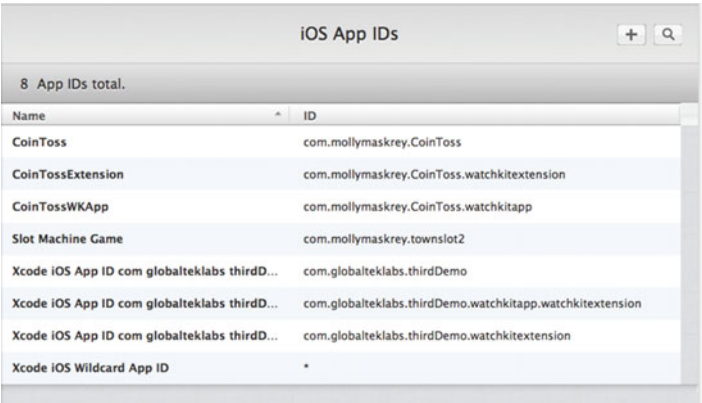 iOS App IDs
8 App IDs total.
Name ID
CoinToss com.mollymaskrey.CoinToss
CoinTossExtension com.mollymaskrey.CoinToss.watchkitextension
CoinTossWKApp com.mollymaskrey.CoinToss.watchkitapp
Slot Machine Game com.mollymaskrey.townslot2
Xcode iOS App ID com globalteklabs thirdD... com.globalteklabs.thirdDemo
Xcode iOS App ID com globalteklabs thirdD... com.globalteklabs.thirdDemo.watchkitapp.watchkitextension
Xcode iOS App ID com globalteklabs thirdD... com.globalteklabs.thirdDemo.watchkitextension
Xcode iOS Wildcard App ID *